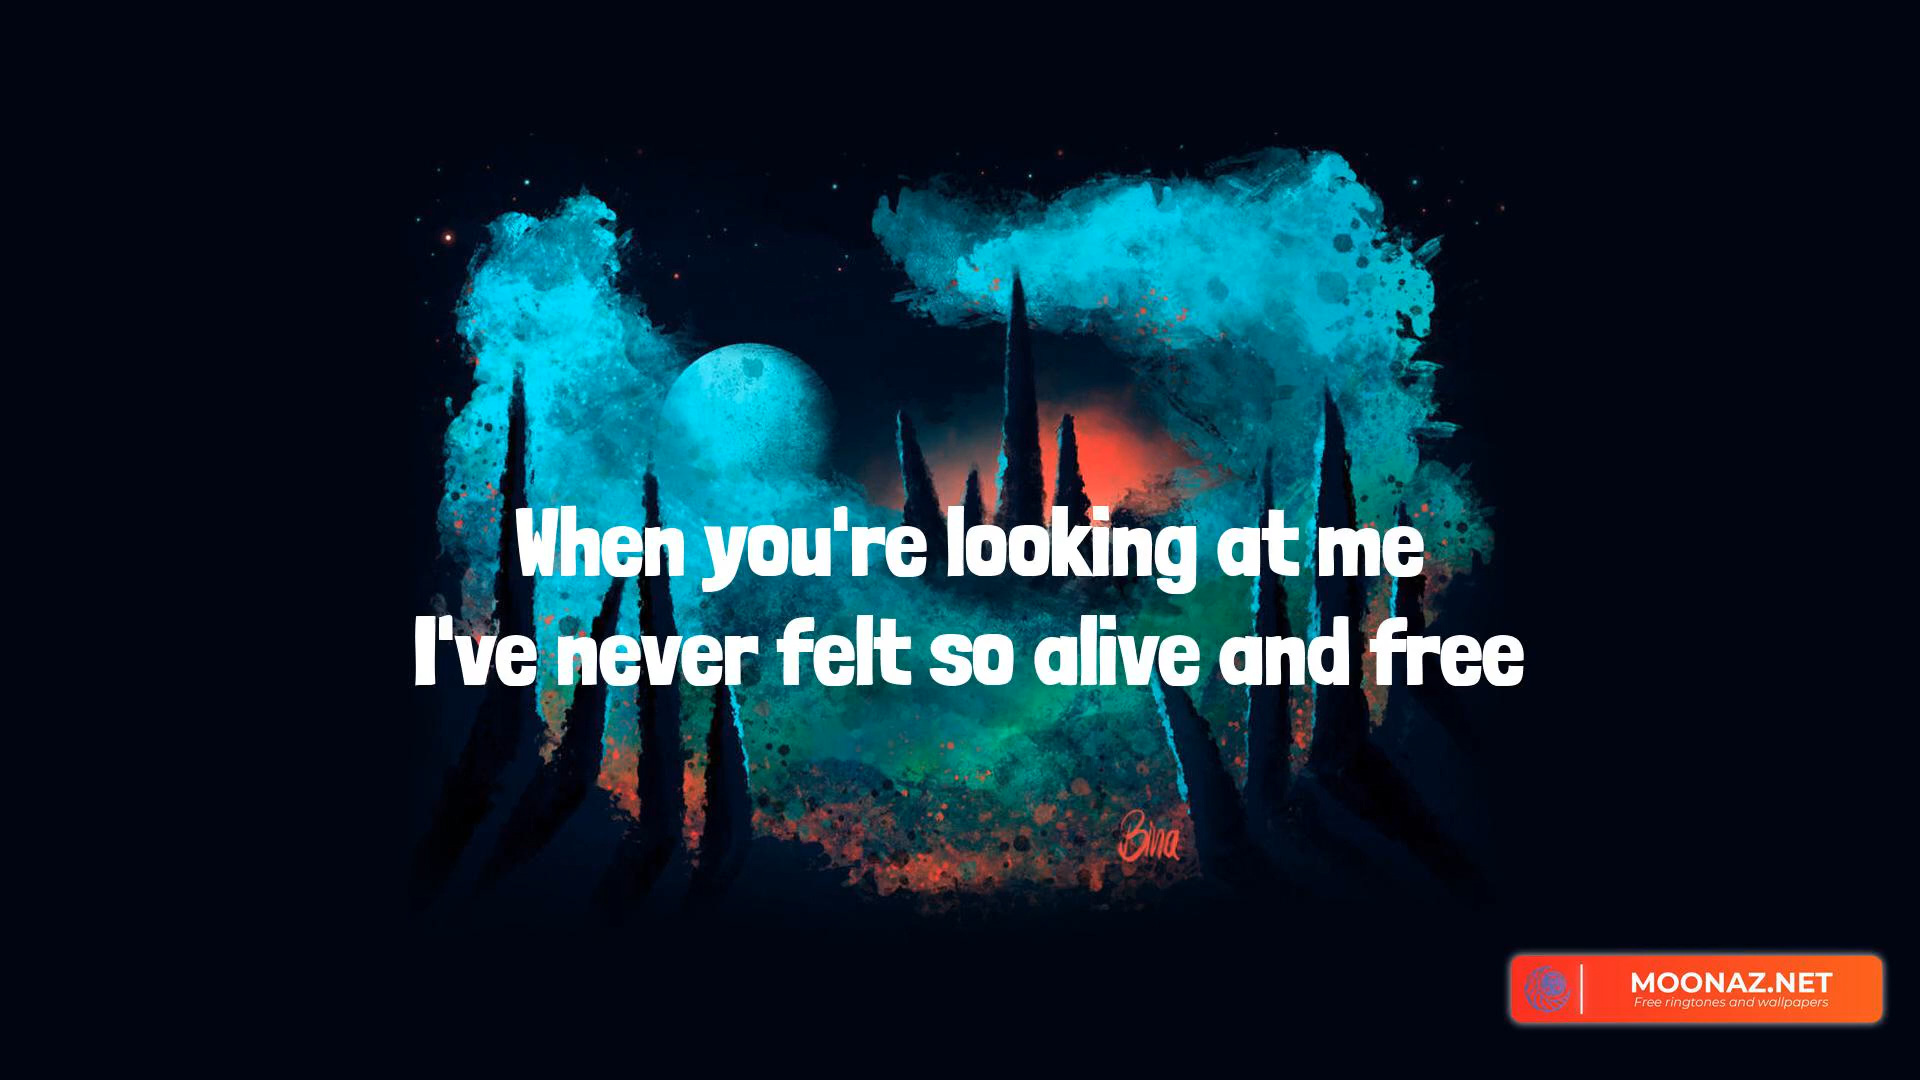 When you're looking at me
I've never felt so alive and free
Bina
MOONAZ.NET
Free ringtones and wallpapers